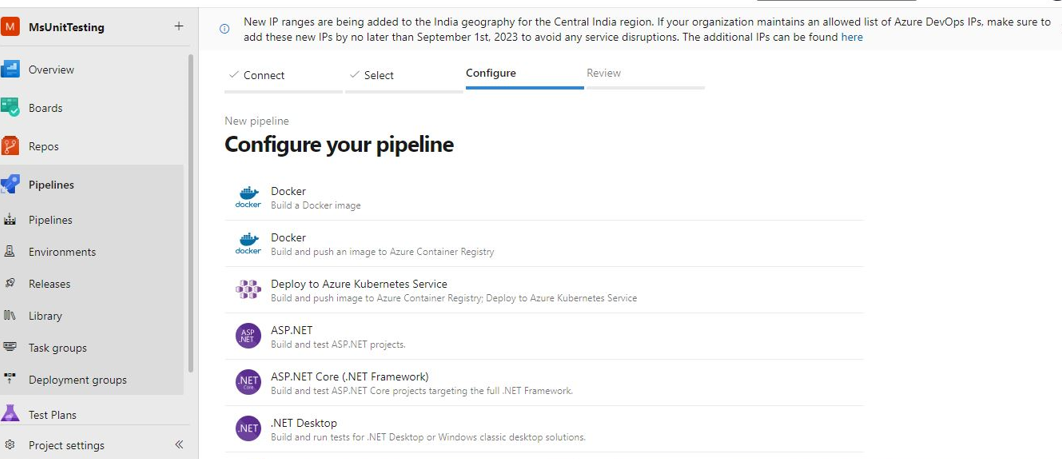 M MsUnitTesting +
New IP ranges are being added to the India geography for the Central India region. If your organization maintains an allowed list of Azure DevOps IPs, make sure to
add these new IPs by no later than September 1st, 2023 to avoid any service disruptions. The additional IPs can be found here
Overview
Boards
Repos
Pipelines
Pipelines
Environments
Releases
Library
Task groups
Deployment groups
Test Plans
Project settings
Connect
Select
Configure
Review
New pipeline
Configure your pipeline
docker
Docker
Build a Docker image
docker
Docker
Build and push an image to Azure Container Registry
Deploy to Azure Kubernetes Service
Build and push image to Azure Container Registry; Deploy to Azure Kubernetes Service
ASP
.NET
ASP.NET
Build and test ASP.NET projects.
.NET
Core
ASP.NET Core (.NET Framework)
Build and test ASP.NET Core projects targeting the full .NET Framework.
.NET
.NET Desktop
Build and run tests for .NET Desktop or Windows classic desktop solutions.